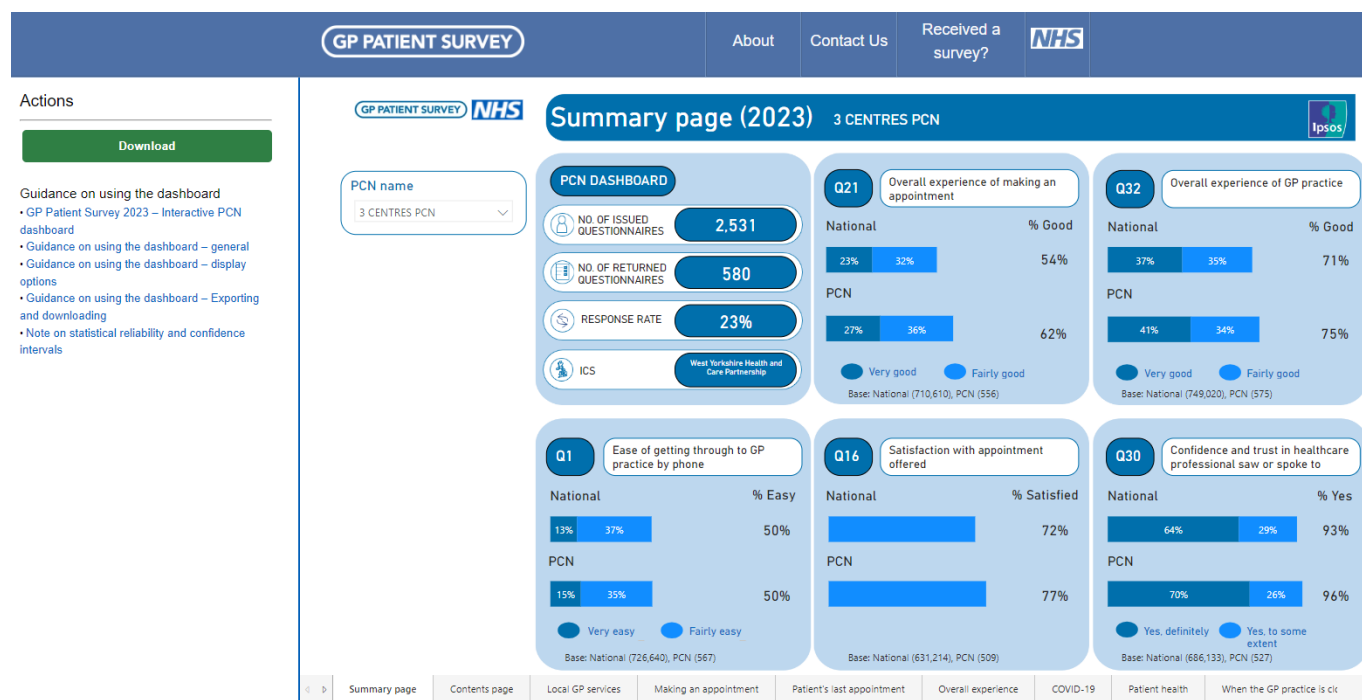 GP PATIENT SURVEY
About
Contact Us
Received a
survey?
NHS
Actions
Download
Guidance on using the dashboard
• GP Patient Survey 2023 – Interactive PCN
dashboard
• Guidance on using the dashboard – general
• Guidance on using the dashboard – display
options
• Guidance on using the dashboard – Exporting
and downloading
• Note on statistical reliability and confidence
intervals
GP PATIENT SURVEY NHS
Summary page (2023) 3 CENTRES PCN
Ipsos
PCN name
3 CENTRES PCN
PCN DASHBOARD
NO. OF ISSUED
QUESTIONNAIRES
2,531
NO. OF RETURNED
QUESTIONNAIRES
580
RESPONSE RATE
23%
ICS
West Yorkshire Health and
Care Partnership
Q21
Overall experience of making an
appointment
National % Good
23% 32% 54%
PCN
27% 36% 62%
Very good Fairly good
Base: National (710,610), PCN (556)
Q32
Overall experience of GP practice
National % Good
37% 35% 71%
PCN
41% 34% 75%
Very good Fairly good
Base: National (749,020), PCN (575)
Q1
Ease of getting through to GP
practice by phone
National % Easy
13% 37% 50%
PCN
15% 35% 50%
Very easy Fairly easy
Base: National (726,640), PCN (567)
Q16
Satisfaction with appointment
offered
National % Satisfied
72%
PCN
77%
Base: National (631,214), PCN (509)
Q30
Confidence and trust in healthcare
professional saw or spoke to
National % Yes
64% 29% 93%
PCN
70% 26% 96%
Yes, definitely Yes, to some
extent
Base: National (686,133), PCN (527)
Summary page Contents page Local GP services Making an appointment Patient's last appointment Overall experience COVID-19 Patient health When the GP practice is clc